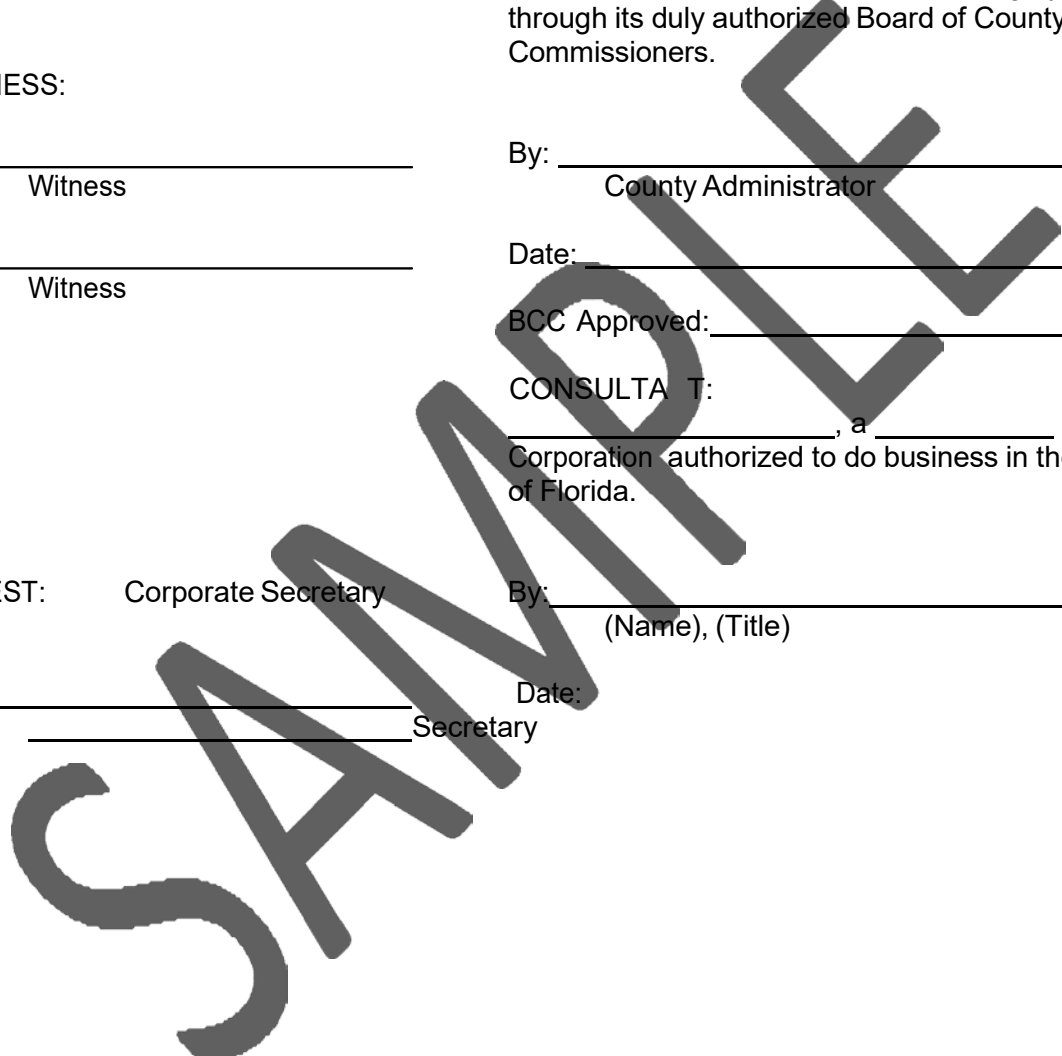 through its duly authorized Board of County
Commissioners.
IESS:
By:
Witness
County Administrator
Date:
Witness
BCC Approved:
CONSULTA T:
, a
Corporation authorized to do business in the
of Florida.
EST: Corporate Secretary
By:
(Name), (Title)
Date:
Secretary
SAMPLE